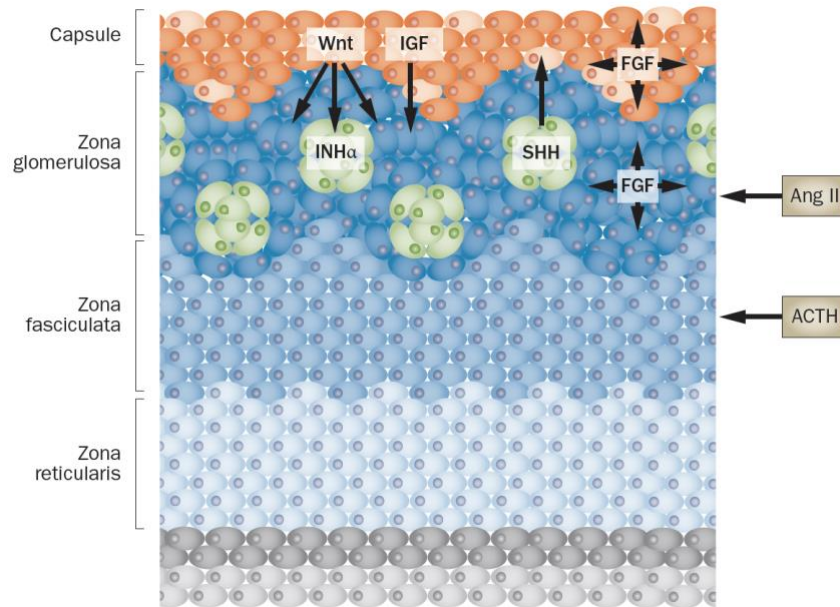 Capsule
Wnt
IGF
FGF
Zona
glomerulosa
INHα
SHH
FGF
Ang II
Zona
fasciculata
ACTH
Zona
reticularis